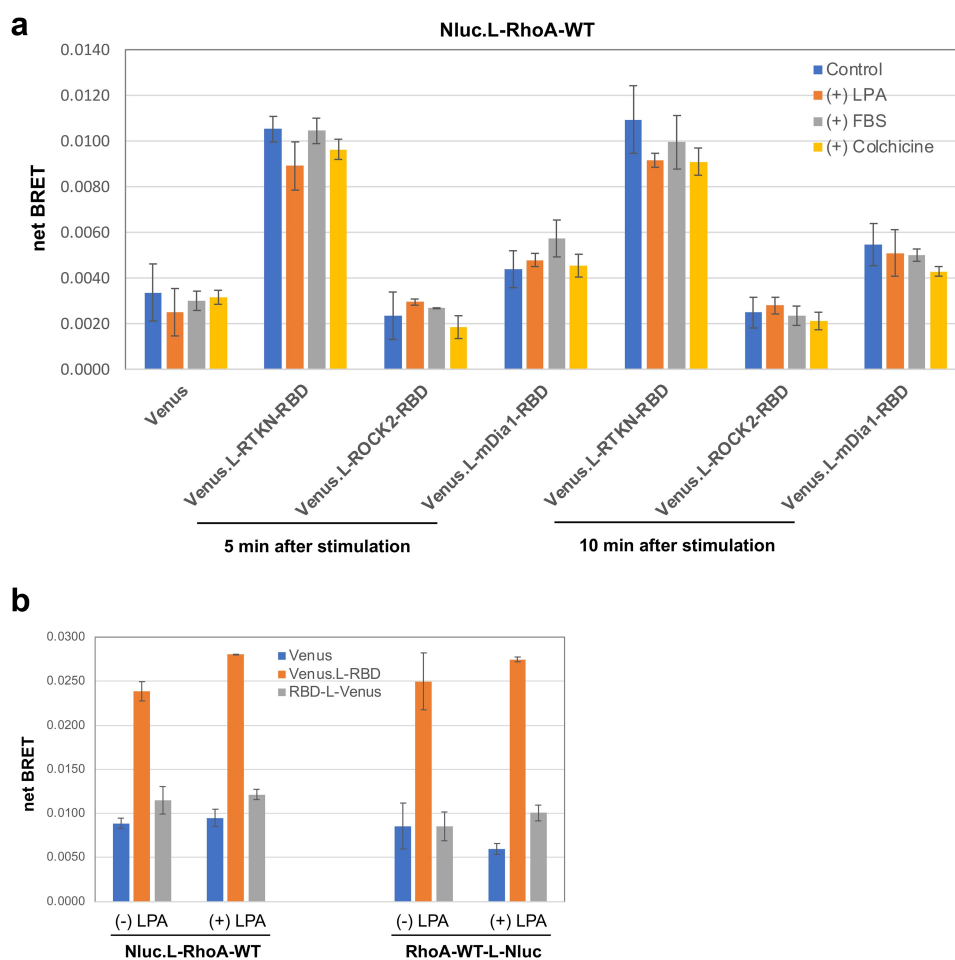 a
Nluc.L-RhoA-WT
0.0140
0.0120
0.0100
0.0080
0.0060
0.0040
0.0020
0.0000
net BRET
Control
(+) LPA
(+) FBS
(+) Colchicine
Venus
Venus.L-RTKN-RBD
Venus.L-ROCK2-RBD
Venus.L-mDia1-RBD
Venus.L-RTKN-RBD
Venus.L-ROCK2-RBD
Venus.L-mDia1-RBD
5 min after stimulation
10 min after stimulation
b
0.0300
0.0250
0.0200
0.0150
0.0100
0.0050
0.0000
net BRET
Venus
Venus.L-RBD
RBD-L-Venus
(-) LPA
(+) LPA
(-) LPA
(+) LPA
Nluc.L-RhoA-WT
RhoA-WT-L-Nluc